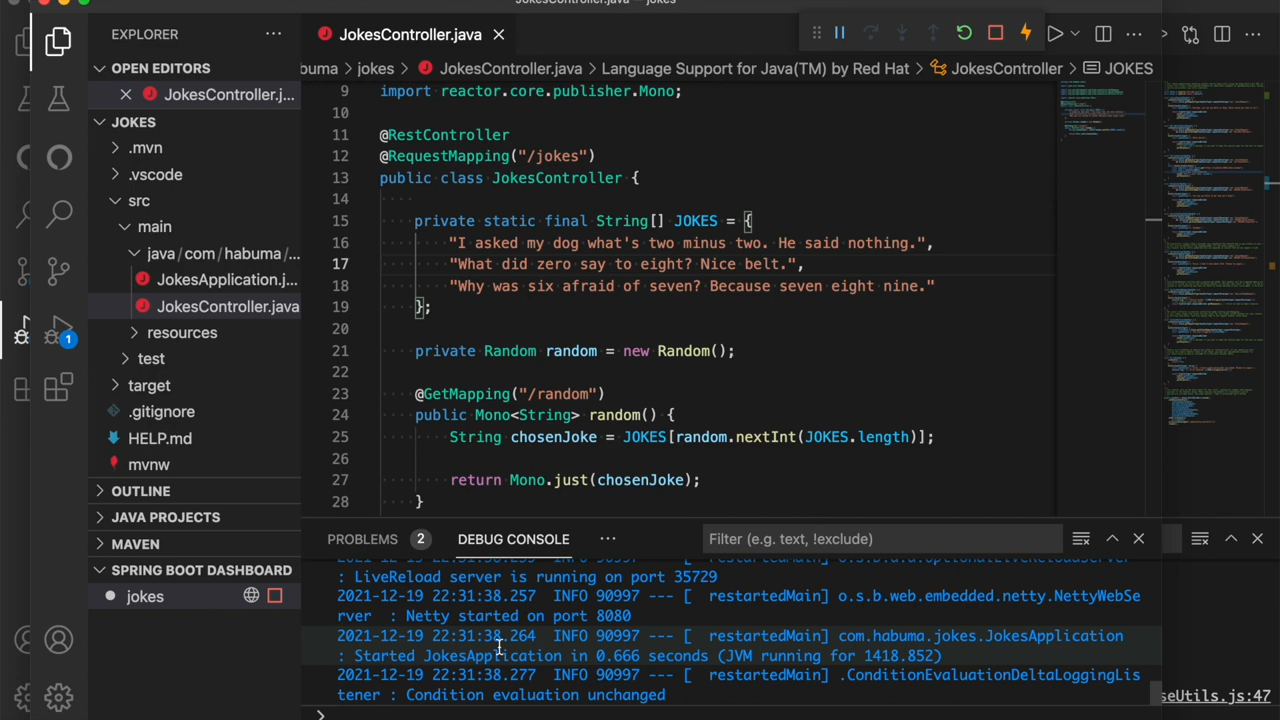 JokesController.java — jokes
EXPLORER
OPEN EDITORS
JokesController.j...
JOKES
.mvn
.vscode
src
main
java/com/habuma/...
JokesApplication.j...
JokesController.java
resources
test
target
.gitignore
HELP.md
mvnw
OUTLINE
JAVA PROJECTS
MAVEN
SPRING BOOT DASHBOARD
jokes
1
JokesController.java
buma › jokes › JokesController.java › Language Support for Java(TM) by Red Hat › JokesController › JOKES
9 import reactor.core.publisher.Mono;
10
11 @RestController
12 @RequestMapping("/jokes")
13 public class JokesController {
14
15 private static final String[] JOKES = {
16 "I asked my dog what's two minus two. He said nothing.",
17 "What did zero say to eight? Nice belt.",
18 "Why was six afraid of seven? Because seven eight nine."
19 };
20
21 private Random random = new Random();
22
23 @GetMapping("/random")
24 public Mono<String> random() {
25 String chosenJoke = JOKES[random.nextInt(JOKES.length)];
26
27 return Mono.just(chosenJoke);
28 }
PROBLEMS 2 DEBUG CONSOLE ··· Filter (e.g. text, !exclude)
: LiveReload server is running on port 35729
2021-12-19 22:31:38.257 INFO 90997 --- [ restartedMain] o.s.b.web.embedded.netty.NettyWebSe
rver : Netty started on port 8080
2021-12-19 22:31:38.264 INFO 90997 --- [ restartedMain] com.habuma.jokes.JokesApplication
: Started JokesApplication in 0.666 seconds (JVM running for 1418.852)
2021-12-19 22:31:38.277 INFO 90997 --- [ restartedMain] .ConditionEvaluationDeltaLoggingLis
tener : Condition evaluation unchanged
seUtils.js:47